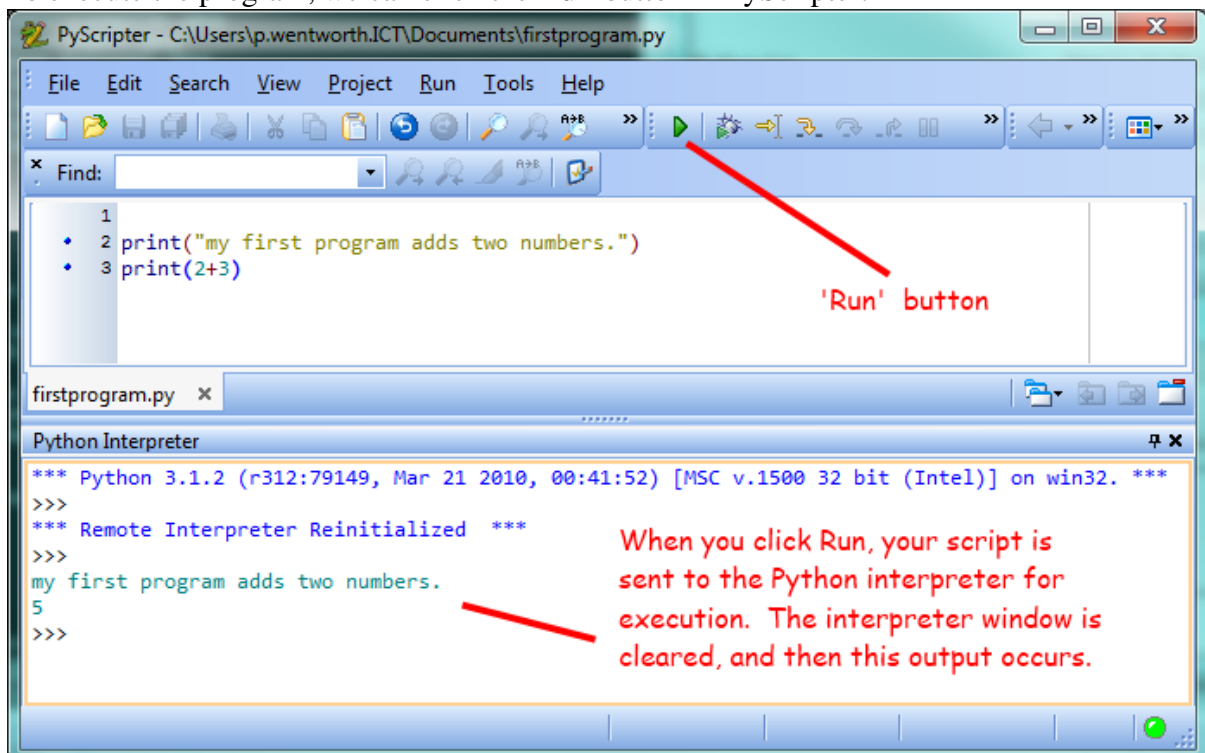 PyScripter - C:\Users\p.wentworth.ICT\Documents\firstprogram.py
File Edit Search View Project Run Tools Help
Find:
1
2 print("my first program adds two numbers.")
3 print(2+3)
'Run' button
firstprogram.py
Python Interpreter
*** Python 3.1.2 (r312:79149, Mar 21 2010, 00:41:52) [MSC v.1500 32 bit (Intel)] on win32. ***
>>>
*** Remote Interpreter Reinitialized ***
>>>
my first program adds two numbers.
5
>>>
When you click Run, your script is
sent to the Python interpreter for
execution. The interpreter window is
cleared, and then this output occurs.